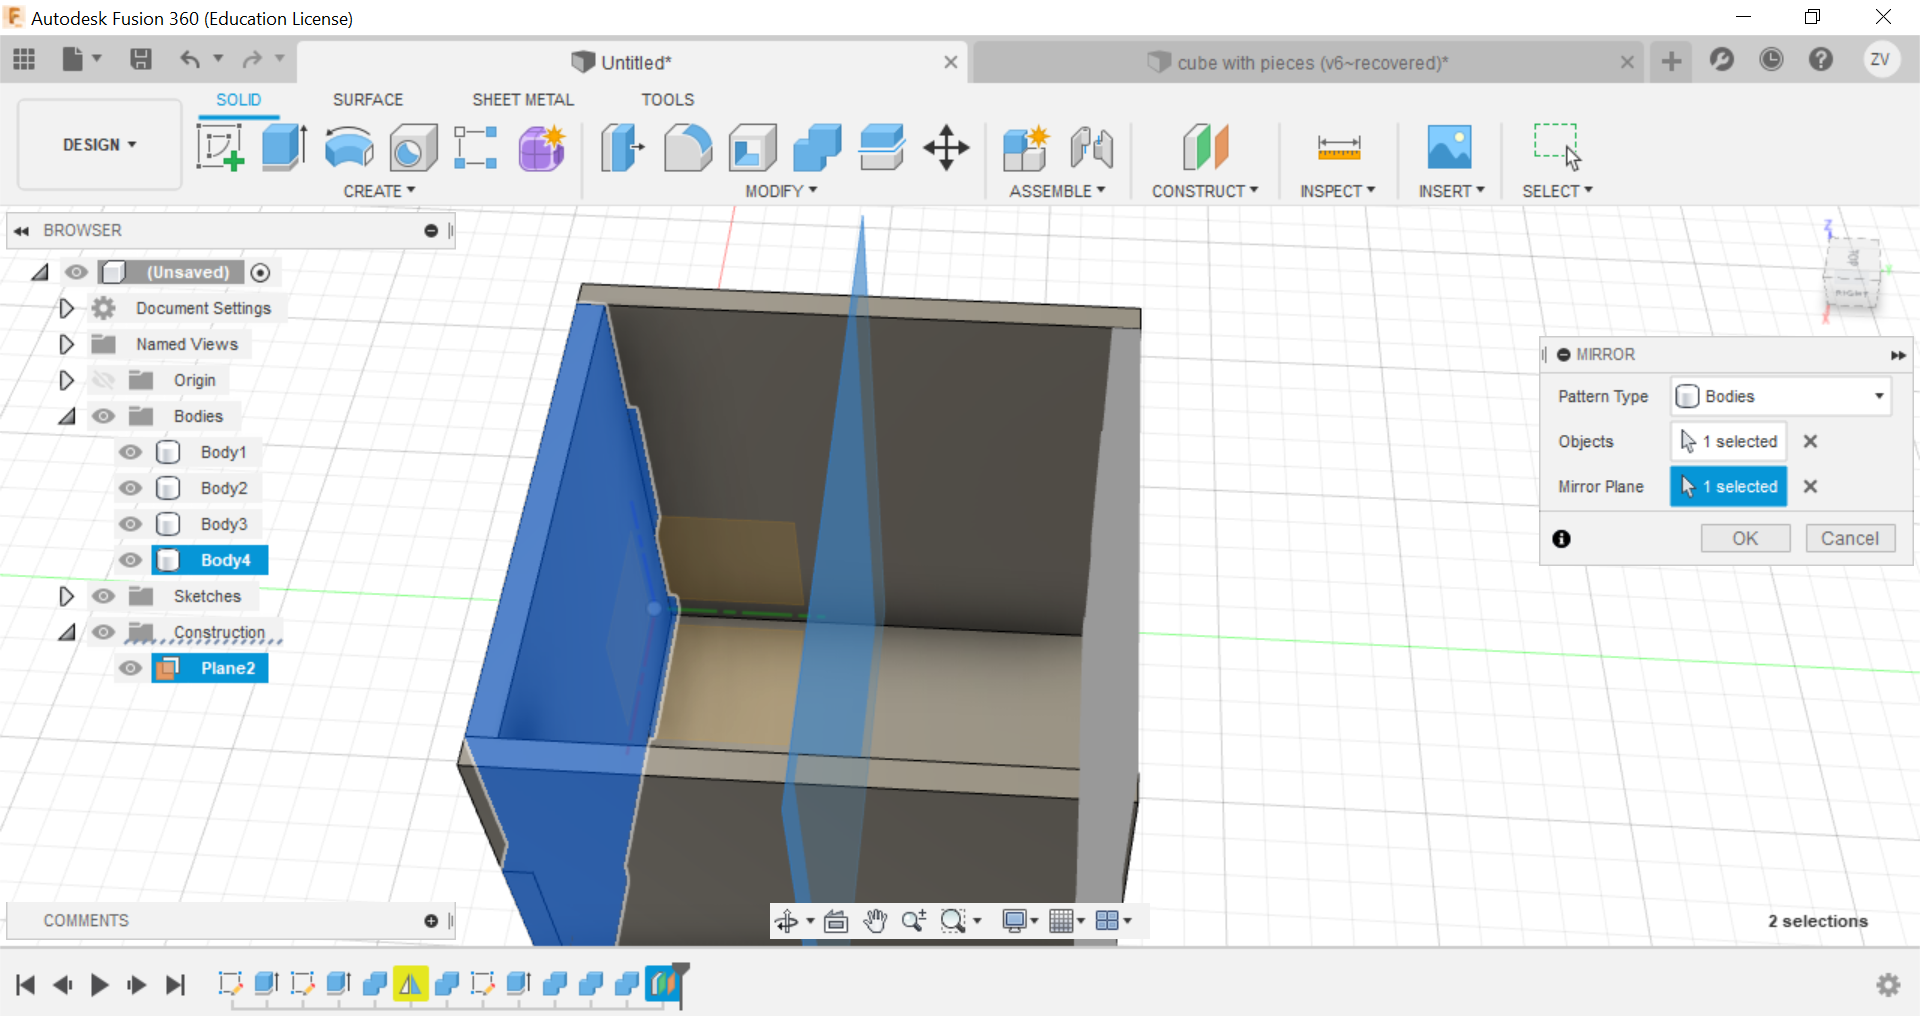 Autodesk Fusion 360 (Education License)
Untitled*
cube with pieces (v6~recovered)*
ZV
DESIGN
SOLID
SURFACE
SHEET METAL
TOOLS
CREATE
MODIFY
ASSEMBLE
CONSTRUCT
INSPECT
INSERT
SELECT
BROWSER
(Unsaved)
Document Settings
Named Views
Origin
Bodies
Body1
Body2
Body3
Body4
Sketches
Construction
Plane2
Z
TOP
RIGHT
MIRROR
Pattern Type
Bodies
Objects
1 selected
Mirror Plane
1 selected
OK
Cancel
COMMENTS
2 selections